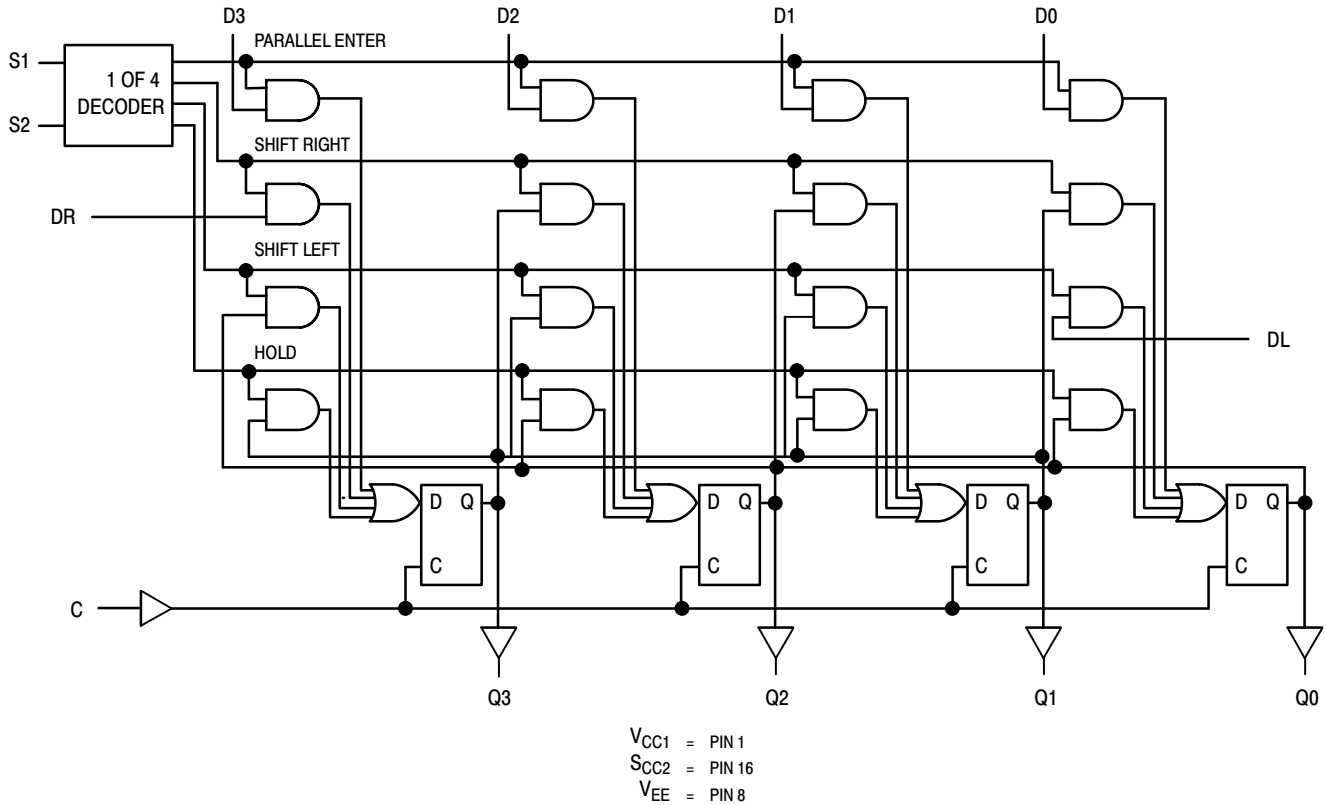 D3 D2 D1 D0
PARALLEL ENTER
S1
1 OF 4
DECODER
S2
SHIFT RIGHT
DR
SHIFT LEFT
DL
HOLD
D Q D Q D Q D Q
C C C C
C
Q3 Q2 Q1 Q0
VCC1 = PIN 1
SCC2 = PIN 16
VEE = PIN 8